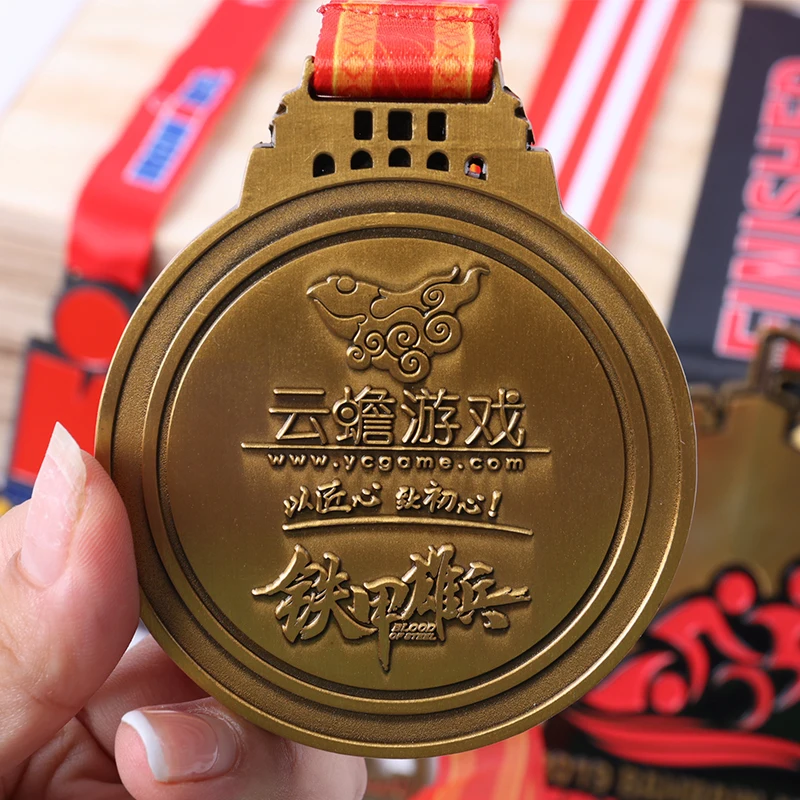 云蟾游戏
www.ycgame.com
以匠心 致初心!
铁甲雄兵
BLOOD
OF STEEL
FINISHER
2019